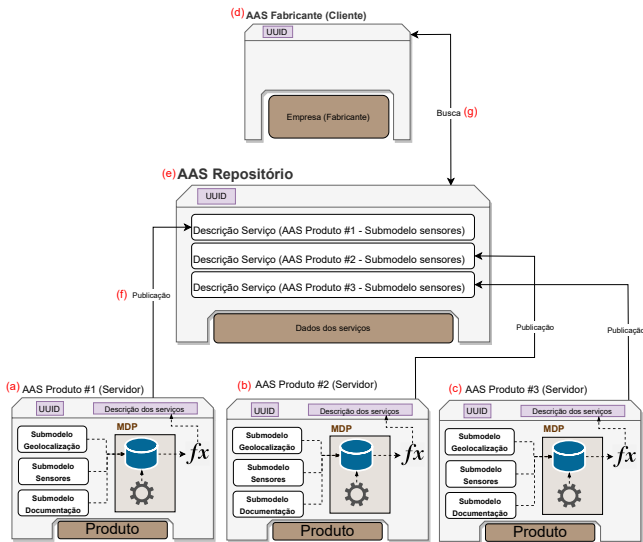 (d) AAS Fabricante (Cliente)
UUID
Empresa (Fabricante)
Busca (g)
(e) AAS Repositório
UUID
Descrição Serviço (AAS Produto #1 - Submodelo sensores)
Descrição Serviço (AAS Produto #2 - Submodelo sensores)
Descrição Serviço (AAS Produto #3 - Submodelo sensores)
Dados dos serviços
(f) Publicação
Publicação
Publicação
(a) AAS Produto #1 (Servidor)
UUID
Descrição dos serviços
MDP
Submodelo
Geolocalização
Submodelo
Sensores
Submodelo
Documentação
fx
Produto
(b) AAS Produto #2 (Servidor)
UUID
Descrição dos serviços
MDP
Submodelo
Geolocalização
Submodelo
Sensores
Submodelo
Documentação
fx
Produto
(c) AAS Produto #3 (Servidor)
UUID
Descrição dos serviços
MDP
Submodelo
Geolocalização
Submodelo
Sensores
Submodelo
Documentação
fx
Produto